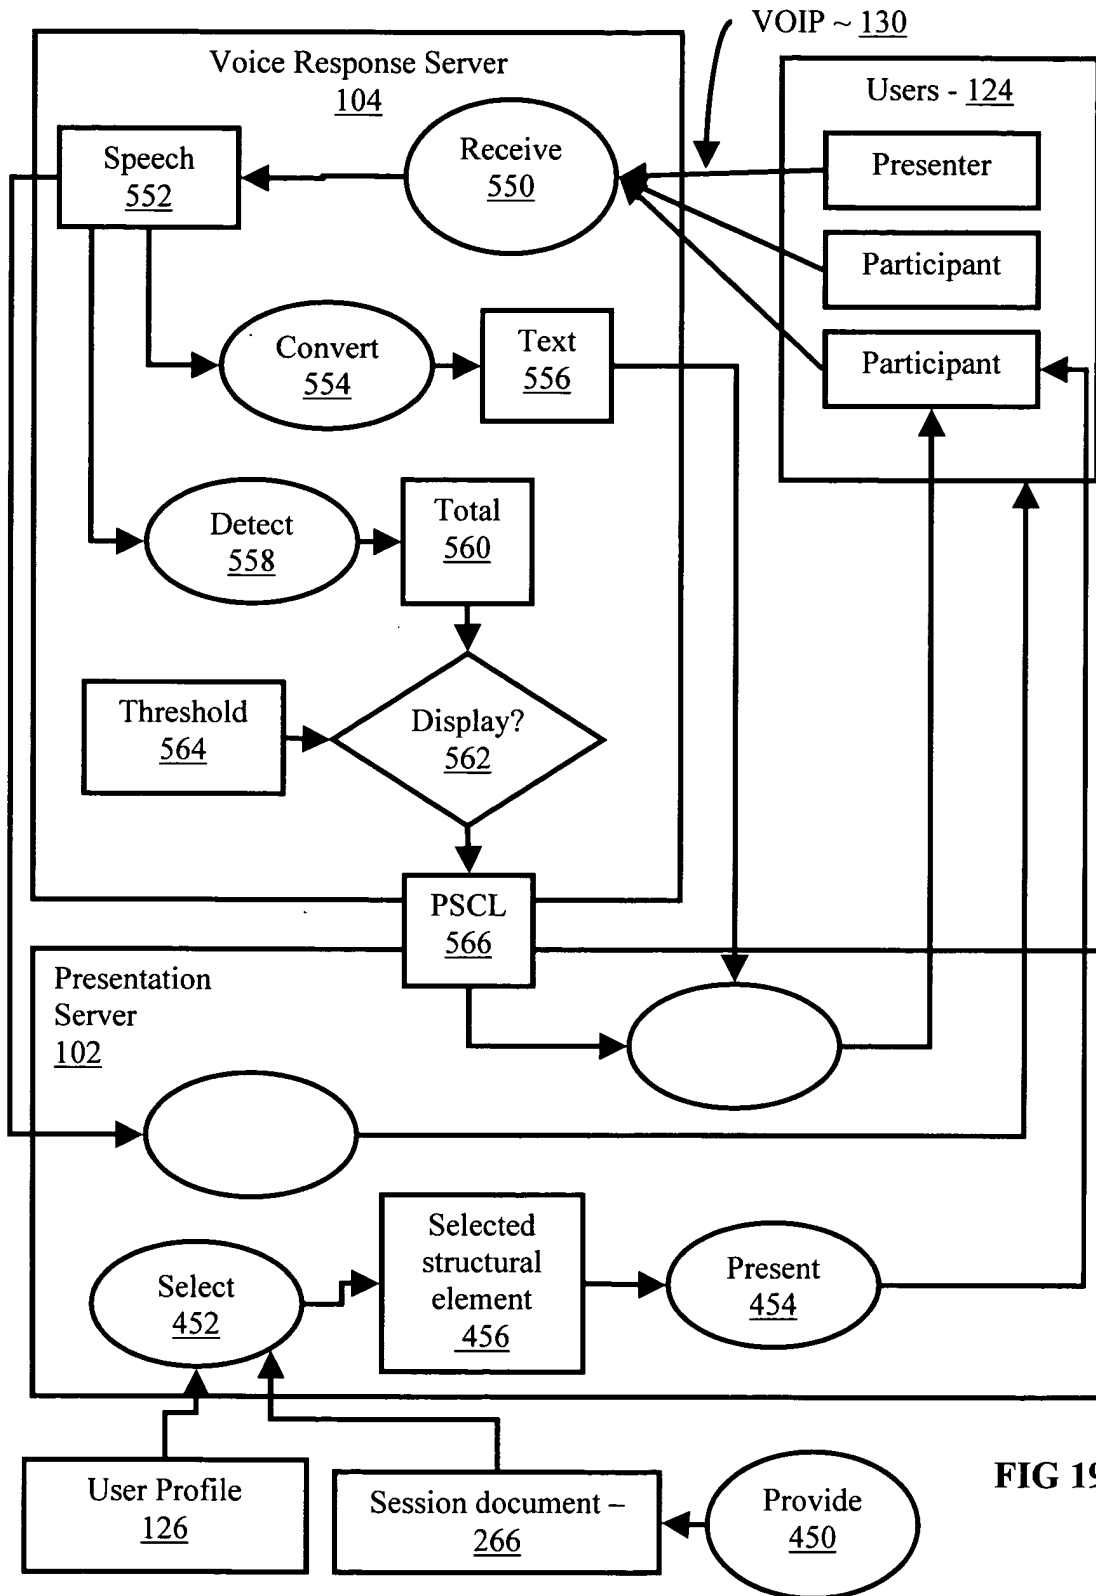 VOIP ~ 130
Voice Response Server
104
Users - 124
Speech
552
Receive
550
Presenter
Participant
Participant
Convert
554
Text
556
Detect
558
Total
560
Threshold
564
Display?
562
PSCL
566
Presentation
Server
102
Select
452
Selected
structural
element
456
Present
454
User Profile
126
Session document –
266
Provide
450
FIG 19